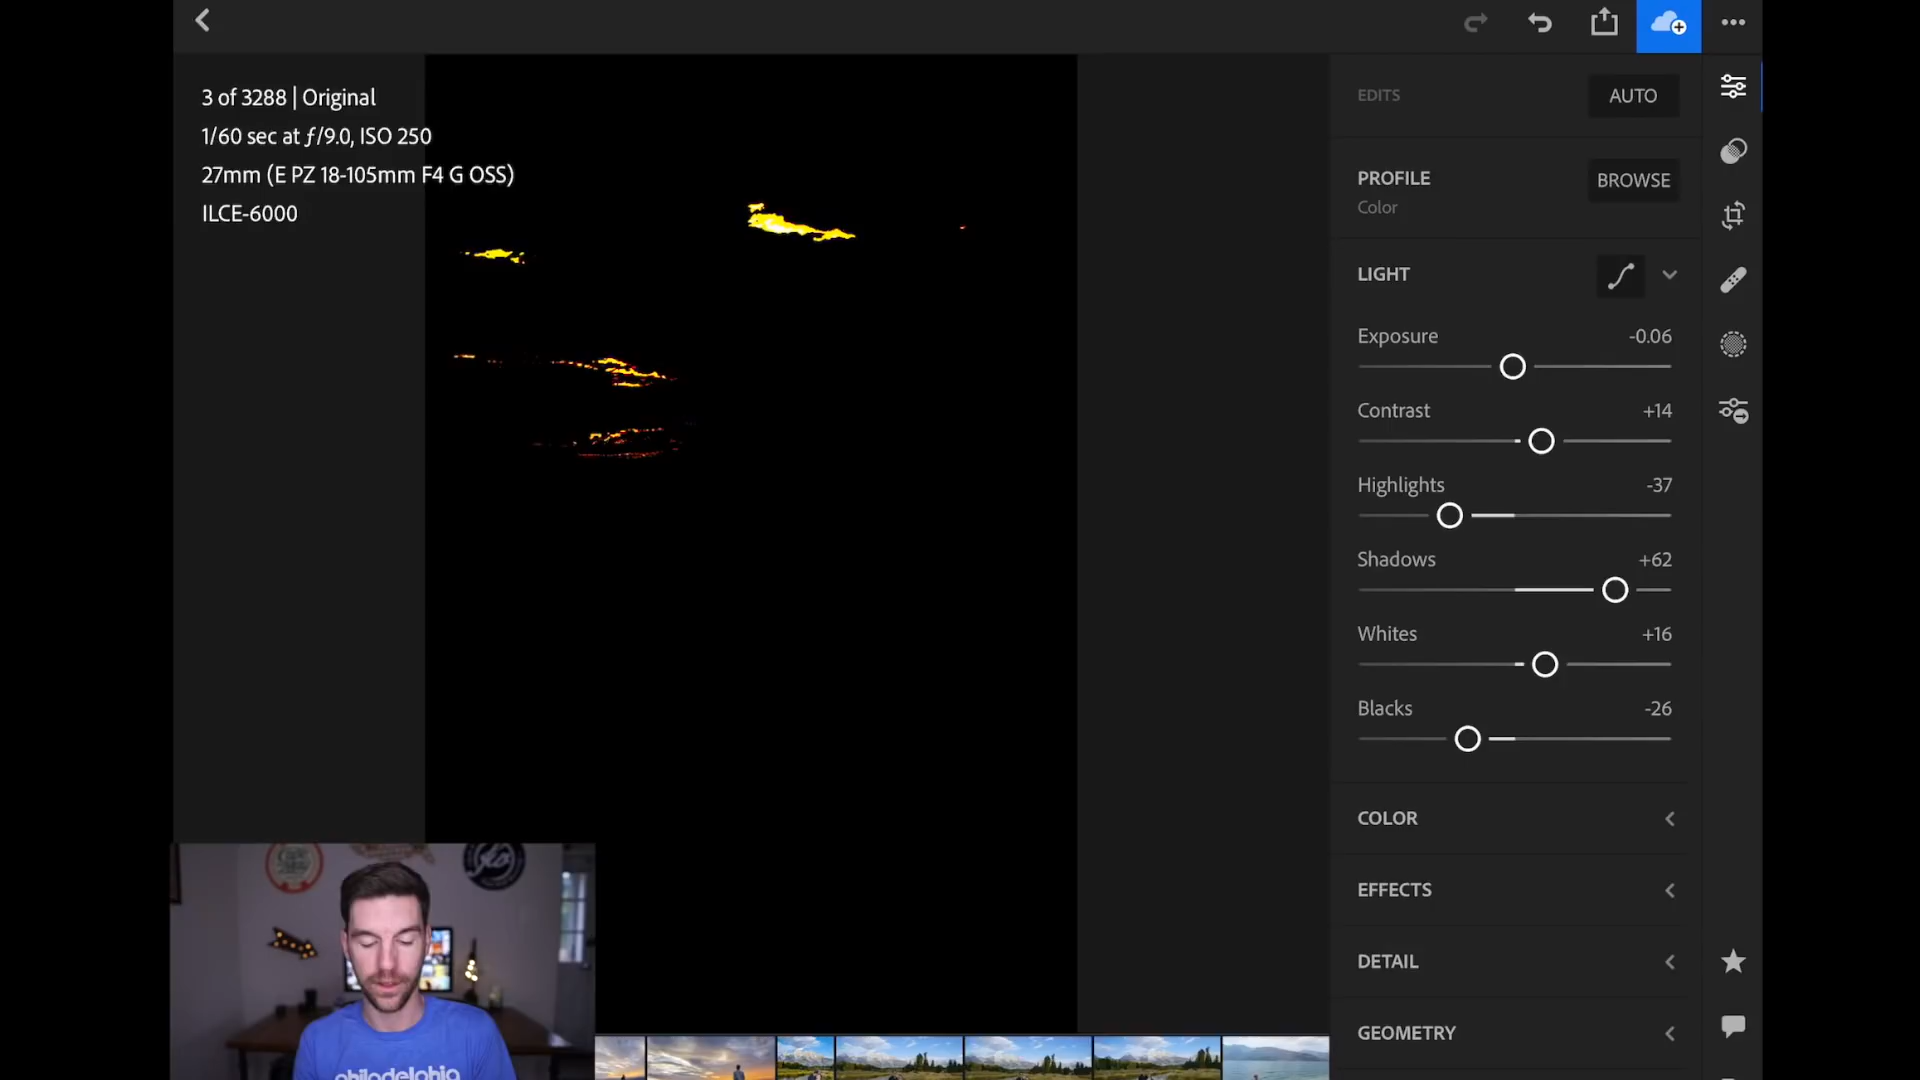 3 of 3288 | Original
1/60 sec at ƒ/9.0, ISO 250
27mm (E PZ 18-105mm F4 G OSS)
ILCE-6000
EDITS
AUTO
PROFILE
BROWSE
Color
LIGHT
Exposure -0.06
Contrast +14
Highlights -37
Shadows +62
Whites +16
Blacks -26
COLOR
EFFECTS
DETAIL
GEOMETRY
philadelphia